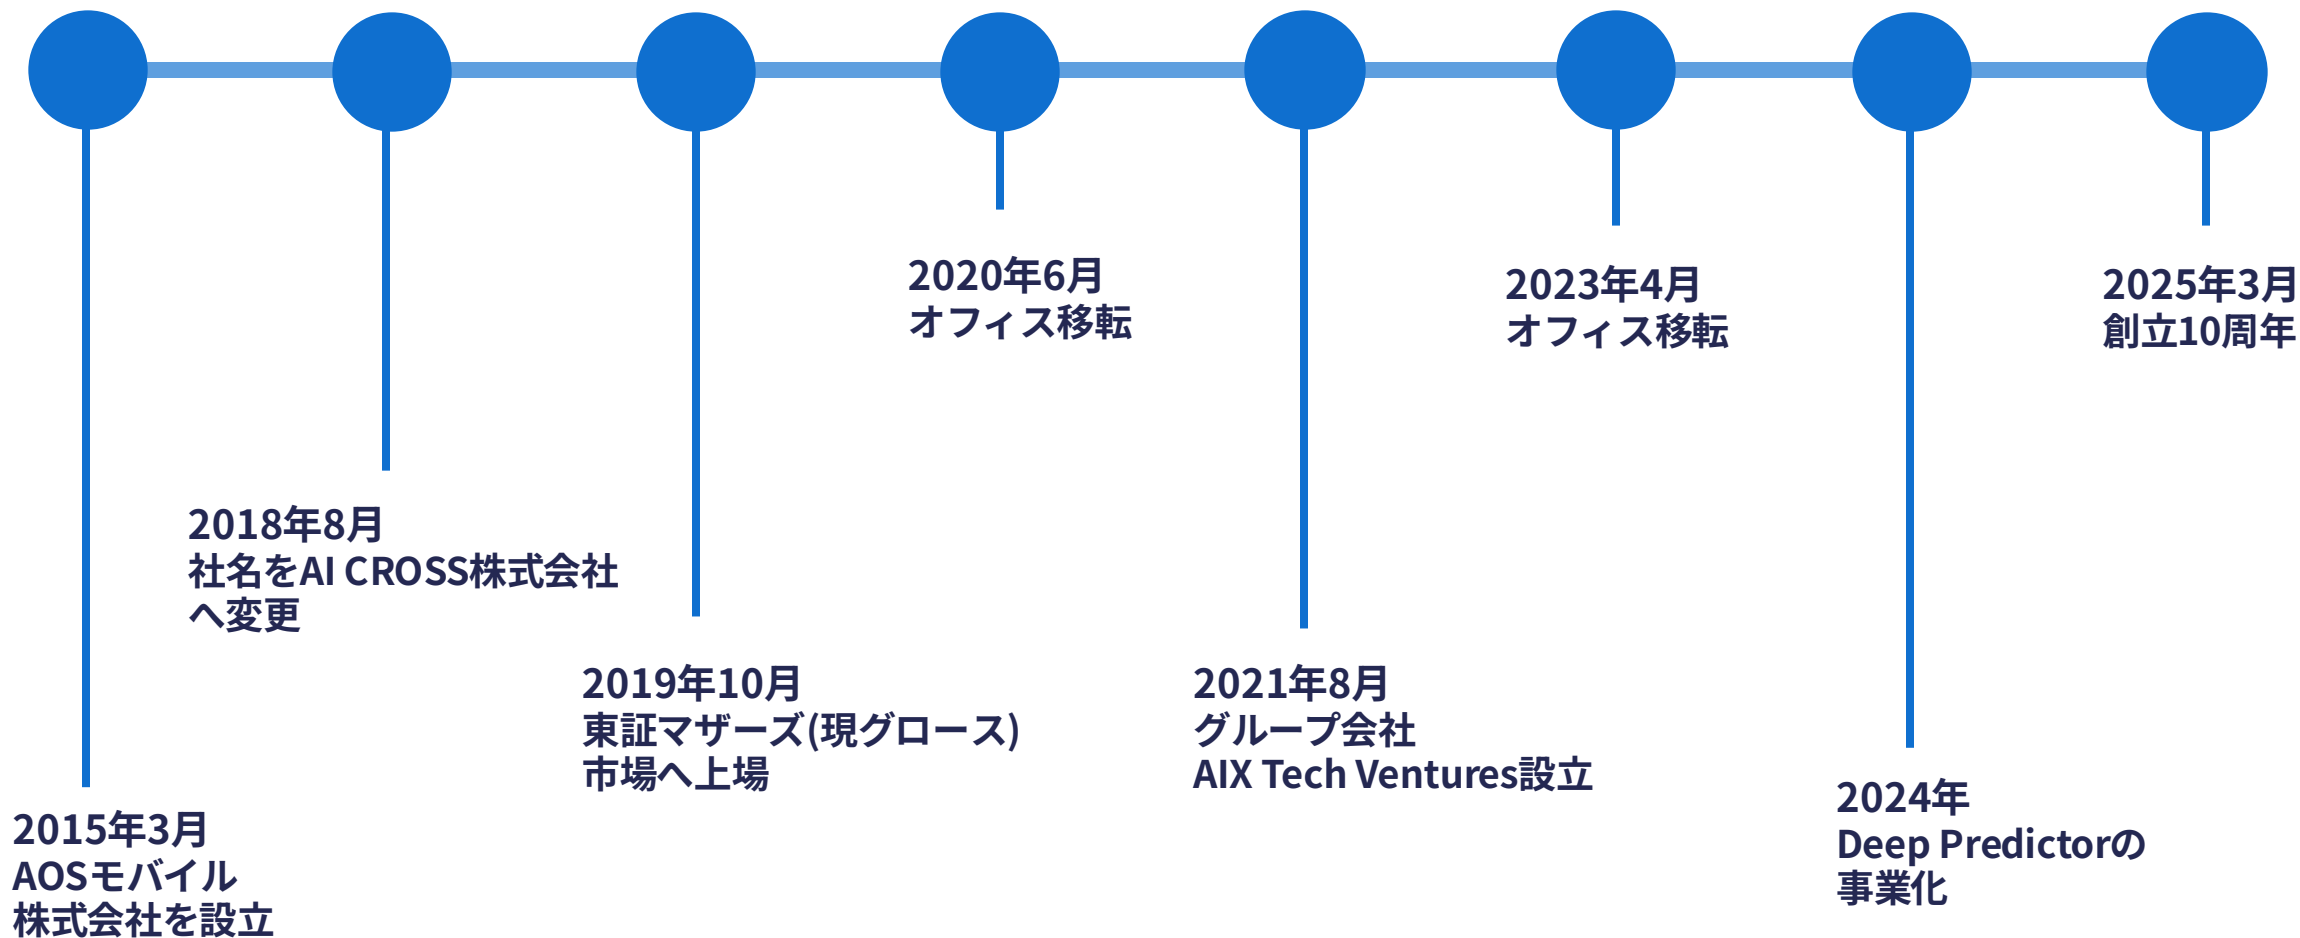 2015年3月
AOSモバイル
株式会社を設立
2018年8月
社名をAI CROSS株式会社
へ変更
2019年10月
東証マザーズ(現グロース)
市場へ上場
2020年6月
オフィス移転
2021年8月
グループ会社
AIX Tech Ventures設立
2023年4月
オフィス移転
2024年
Deep Predictorの
事業化
2025年3月
創立10周年